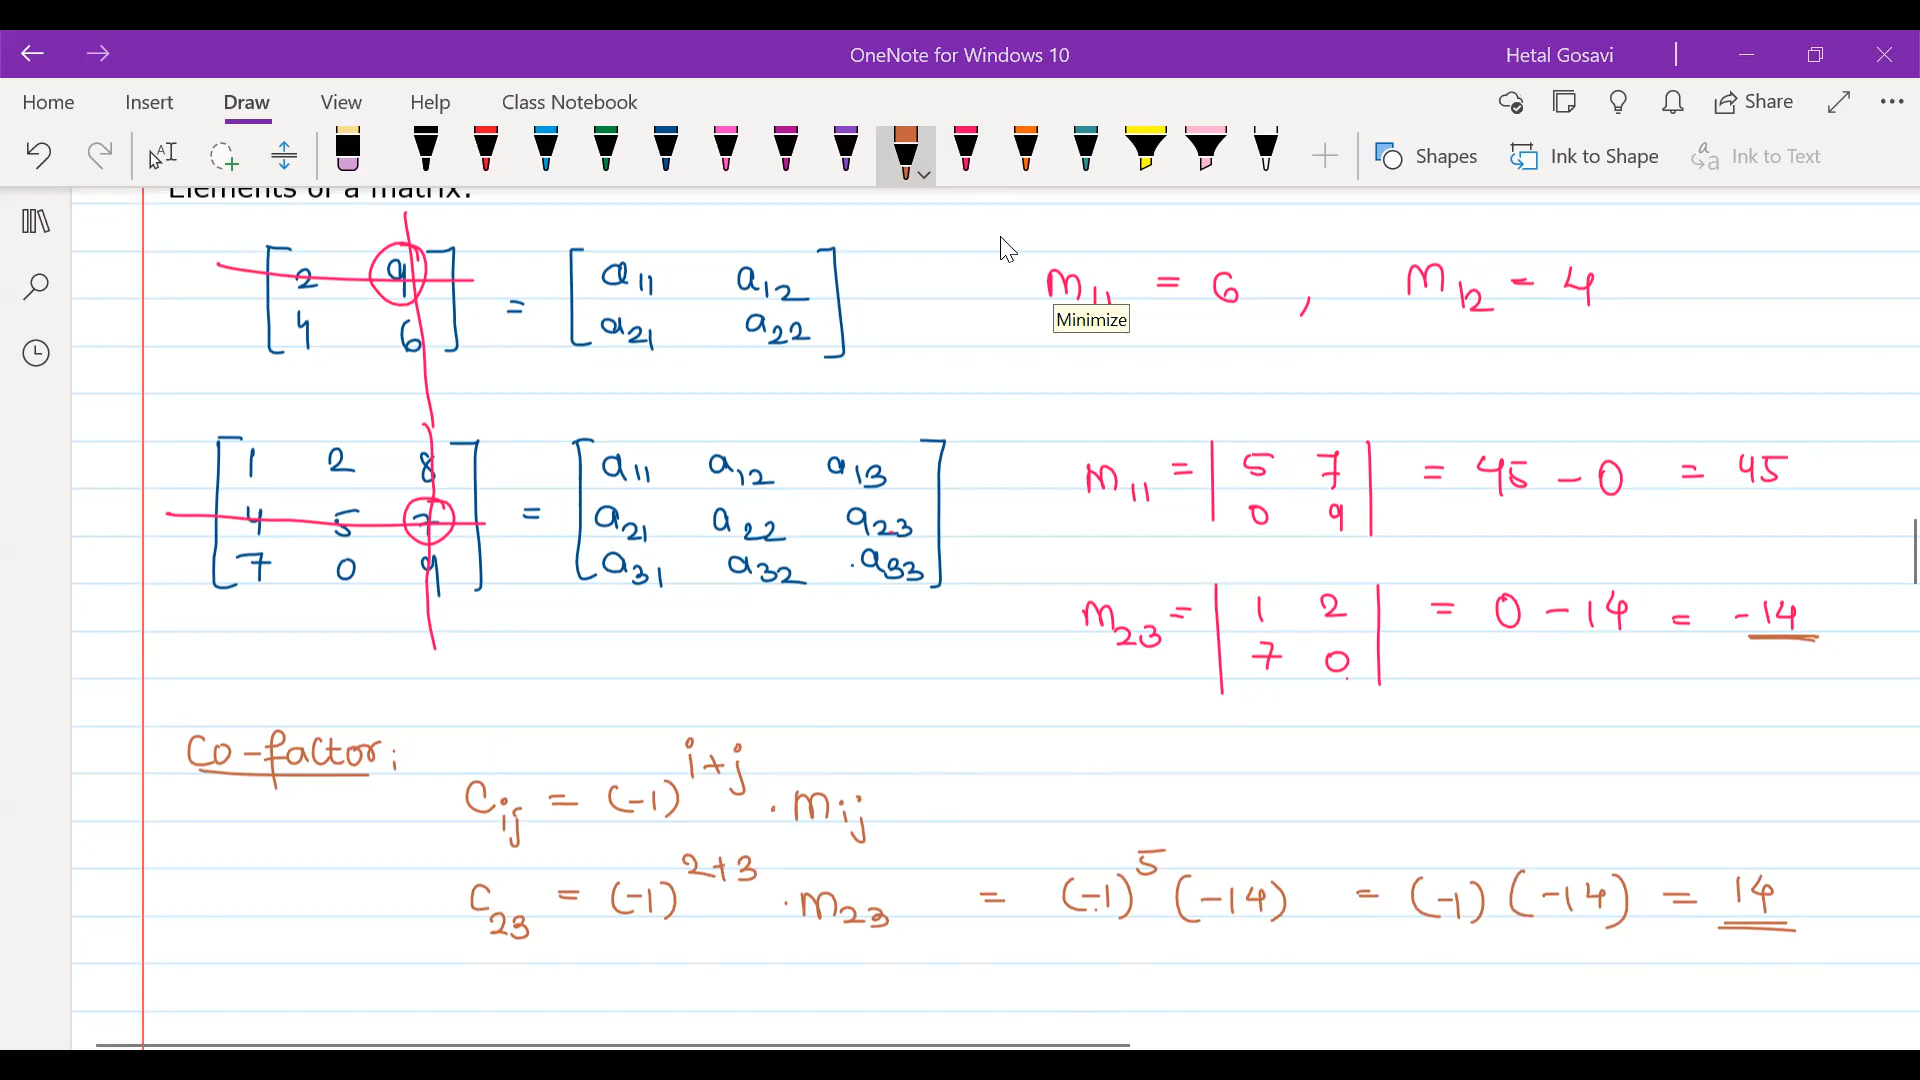 OneNote for Windows 10 Hetal Gosavi
Home Insert Draw View Help Class Notebook Share
Shapes Ink to Shape Ink to Text
Elements of a matrix:
[2 9; 4 6] = [a11 a12; a21 a22] m11 = 6 , m12 = 4
Minimize
[1 2 8; 4 5 7; 7 0 9] = [a11 a12 a13; a21 a22 a23; a31 a32 a33] m11 = |5 7; 0 9| = 45 - 0 = 45
m23 = |1 2; 7 0| = 0 - 14 = -14
Co-factor:
Cij = (-1)^i+j . mij
C23 = (-1)^2+3 . m23 = (-1)^5 (-14) = (-1) (-14) = 14